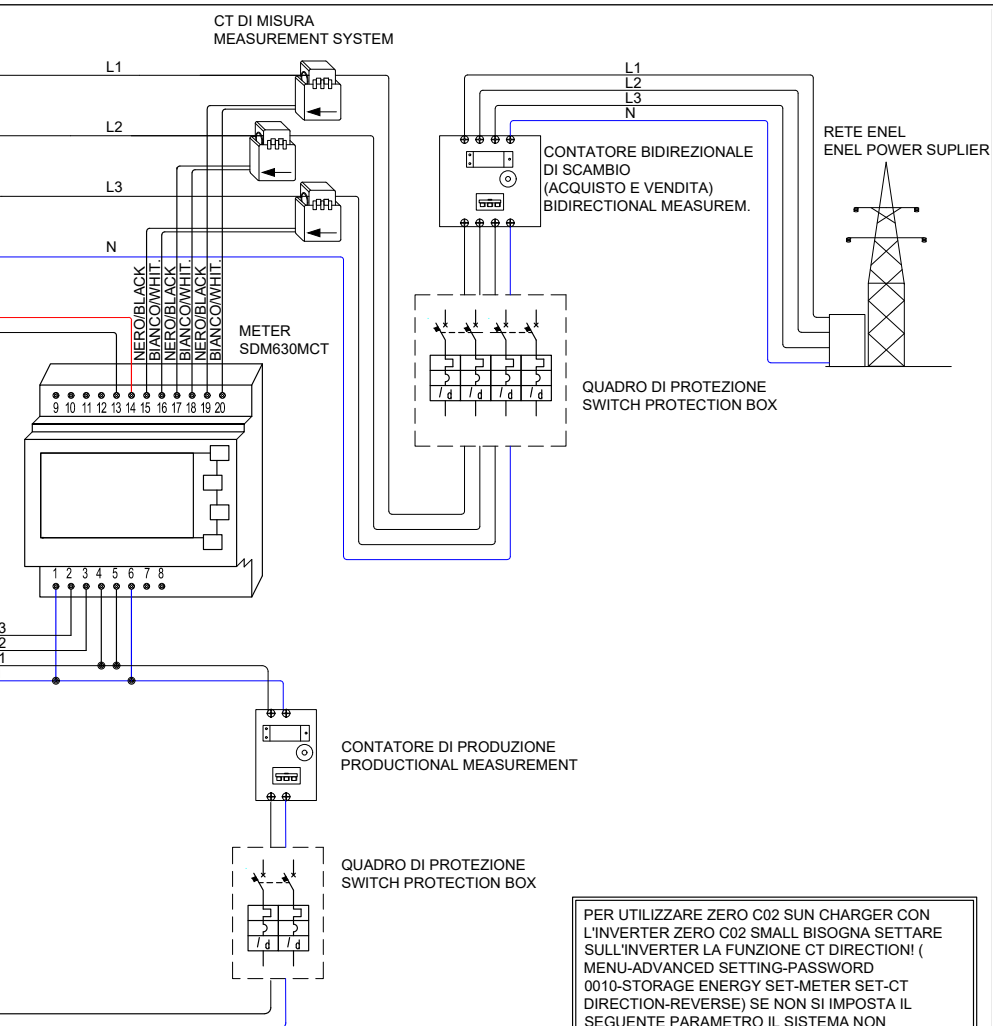 CT DI MISURA
MEASUREMENT SYSTEM
L1
L2
L3
N
L1
L2
L3
N
CONTATORE BIDIREZIONALE
DI SCAMBIO
(ACQUISTO E VENDITA)
BIDIRECTIONAL MEASUREM.
RETE ENEL
ENEL POWER SUPLIER
NERO/BLACK
BIANCO/WHIT.
NERO/BLACK
BIANCO/WHIT.
NERO/BLACK
BIANCO/WHIT.
METER
SDM630MCT
9 10 11 12 13 14 15 16 17 18 19 20
I d I d I d I d
QUADRO DI PROTEZIONE
SWITCH PROTECTION BOX
1 2 3 4 5 6 7 8
3
2
1
CONTATORE DI PRODUZIONE
PRODUCTIONAL MEASUREMENT
QUADRO DI PROTEZIONE
SWITCH PROTECTION BOX
I d I d
PER UTILIZZARE ZERO C02 SUN CHARGER CON
L'INVERTER ZERO C02 SMALL BISOGNA SETTARE
SULL'INVERTER LA FUNZIONE CT DIRECTION! (
MENU-ADVANCED SETTING-PASSWORD
0010-STORAGE ENERGY SET-METER SET-CT
DIRECTION-REVERSE) SE NON SI IMPOSTA IL
SEGUENTE PARAMETRO IL SISTEMA NON